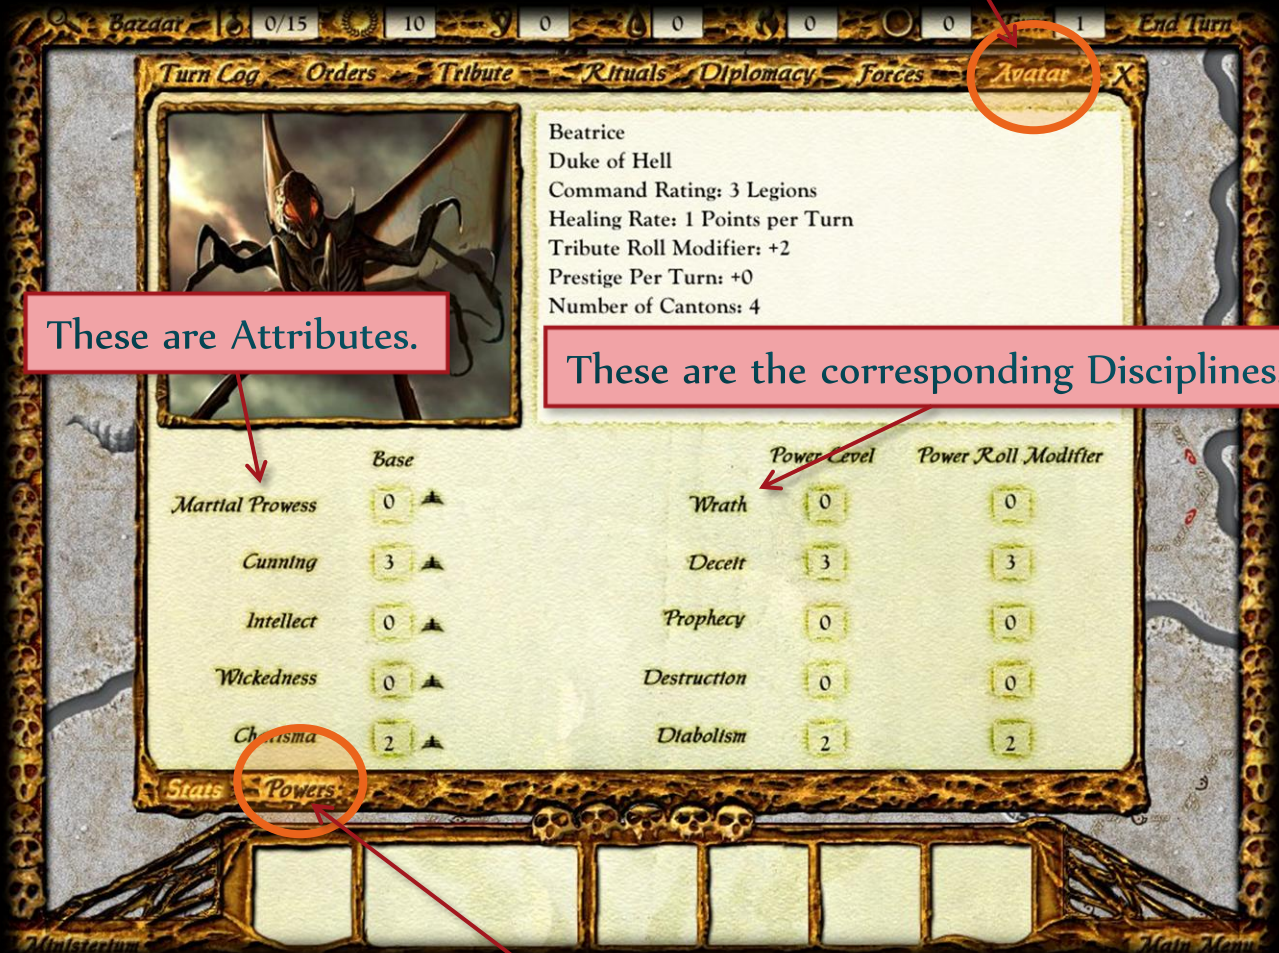 Bazaar 0/15 10 0 0 0 0 1 End Turn
Turn Log Orders Tribute Rituals Diplomacy Forces Avatar X
Beatrice
Duke of Hell
Command Rating: 3 Legions
Healing Rate: 1 Points per Turn
Tribute Roll Modifier: +2
Prestige Per Turn: +0
Number of Cantons: 4
These are Attributes.
These are the corresponding Disciplines
Base Power Level Power Roll Modifier
Martial Prowess 0 Wrath 0 0
Cunning 3 Deceit 3 3
Intellect 0 Prophecy 0 0
Wickedness 0 Destruction 0 0
Charisma 2 Diabolism 2 2
Stats Powers
Ministerium Main Menu